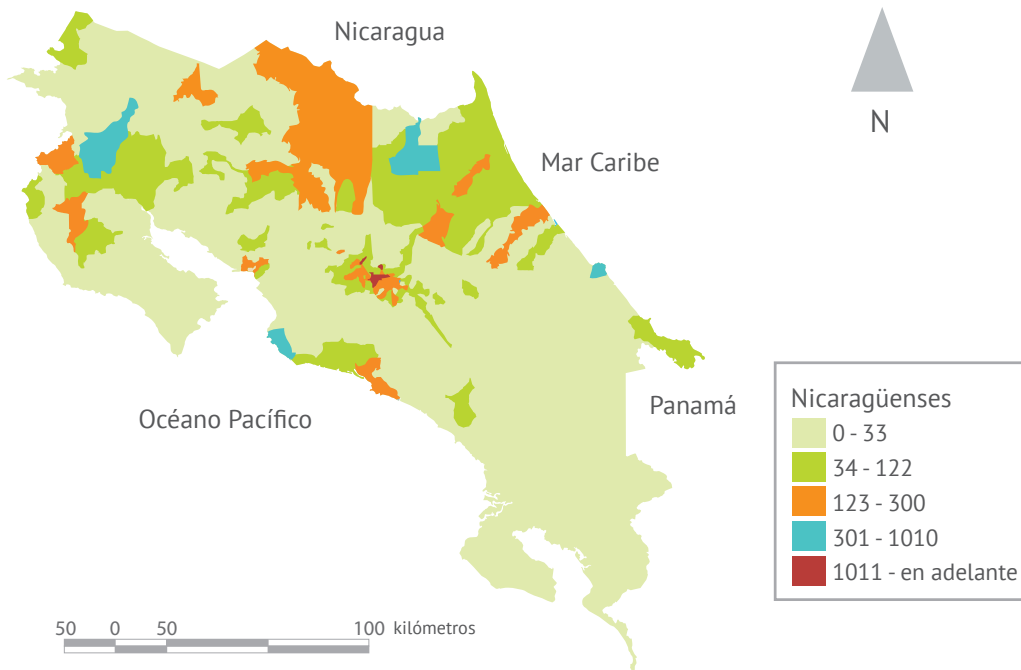 Nicaragua
N
Mar Caribe
Panamá
Océano Pacífico
Nicaragüenses
0 - 33
34 - 122
123 - 300
301 - 1010
1011 - en adelante
50 0 50 100 kilómetros